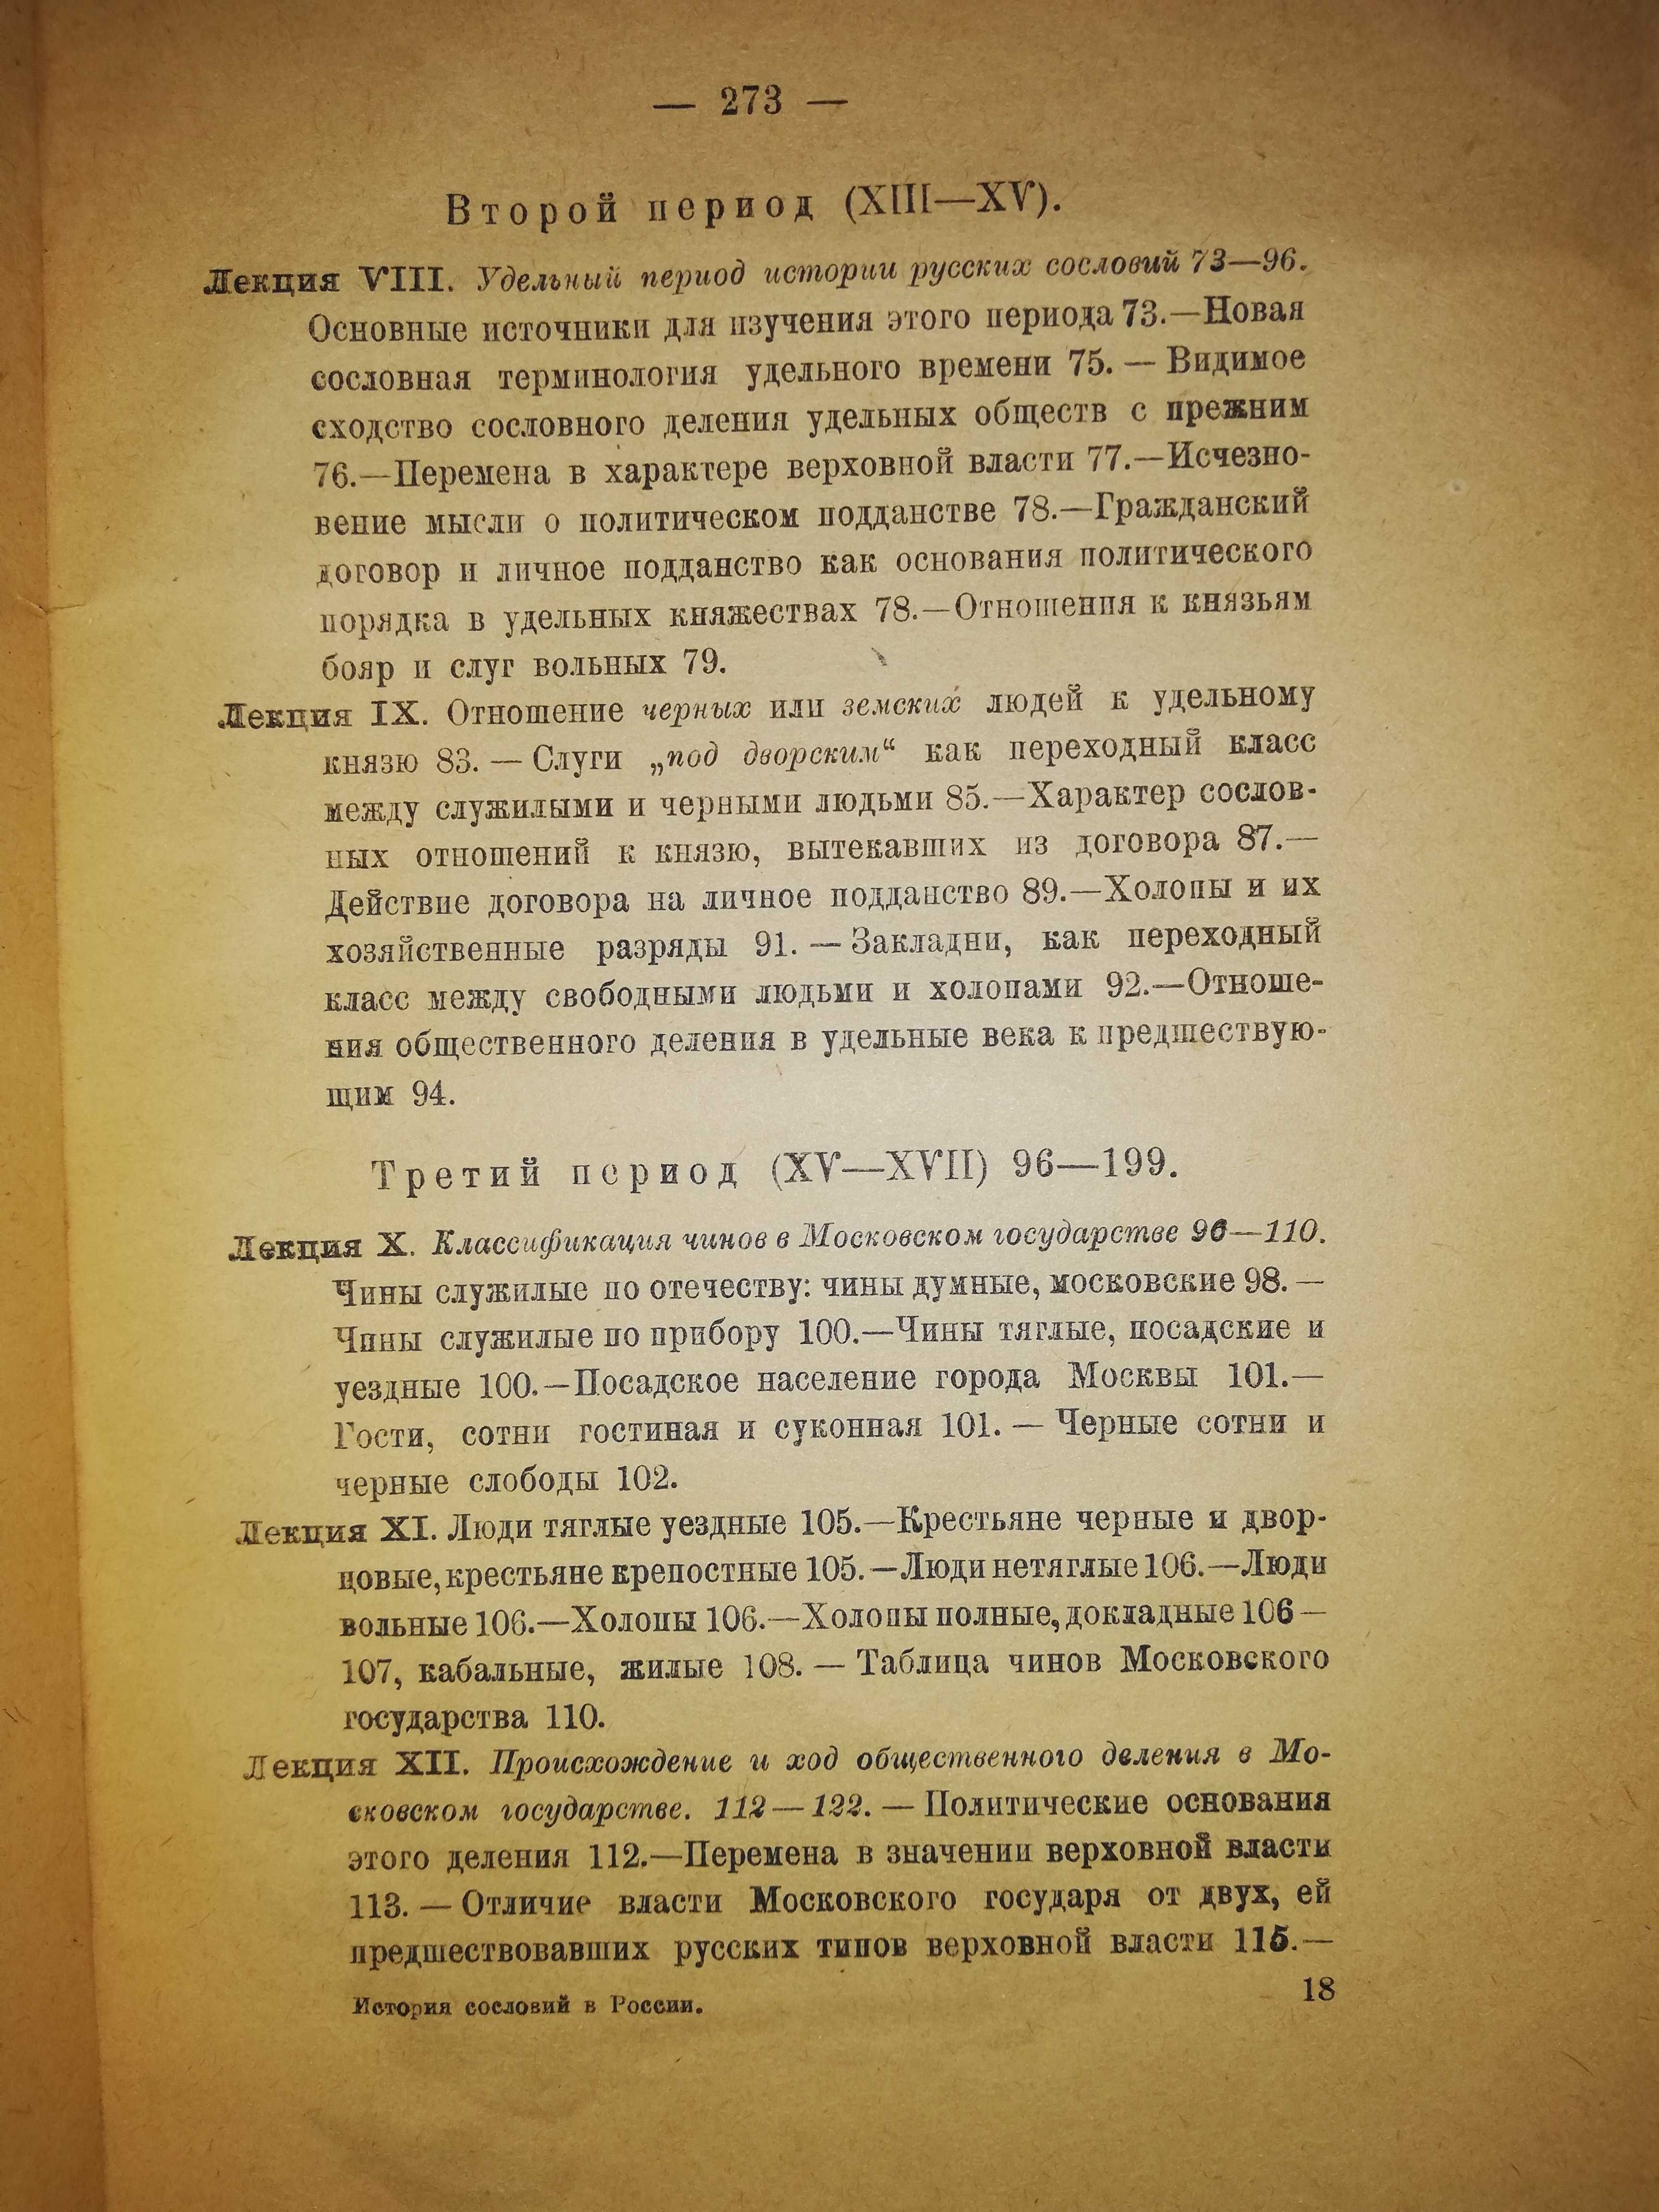 — 273 —
Второй период (XIII—XV).
Лекция VIII. Удельный период истории русских сословий 73—96.
Основные источники для изучения этого периода 73.—Новая
сословная терминология удельного времени 75. — Видимое
сходство сословного деления удельных обществ с прежним
76.—Перемена в характере верховной власти 77.—Исчезно-
вение мысли о политическом подданстве 78.—Гражданский
договор и личное подданство как основания политического
порядка в удельных княжествах 78.—Отношения к князьям
бояр и слуг вольных 79.
Лекция IX. Отношение черных или земских людей к удельному
князю 83. — Слуги „под дворским“ как переходный класс
между служилыми и черными людьми 85.—Характер сослов-
ных отношений к князю, вытекавших из договора 87.—
Действие договора на личное подданство 89.—Холопы и их
хозяйственные разряды 91. — Закладни, как переходный
класс между свободными людьми и холопами 92.—Отноше-
ния общественного деления в удельные века к предшествую-
щим 94.
Третий период (XV—XVII) 96—199.
Лекция X. Классификация чинов в Московском государстве 96—110.
Чины служилые по отечеству: чины думные, московские 98. —
Чины служилые по прибору 100.—Чины тяглые, посадские и
уездные 100.—Посадское население города Москвы 101.—
Гости, сотни гостиная и суконная 101. — Черные сотни и
черные слободы 102.
Лекция XI. Люди тяглые уездные 105.—Крестьяне черные и двор-
цовые, крестьяне крепостные 105.—Люди нетяглые 106.—Люди
вольные 106.—Холопы 106.—Холопы полные, докладные 106—
107, кабальные, жилые 108. — Таблица чинов Московского
государства 110.
Лекция XII. Происхождение и ход общественного деления в Мо-
сковском государстве. 112—122. — Политические основания
этого деления 112.—Перемена в значении верховной власти
113. — Отличие власти Московского государя от двух, ей
предшествовавших русских типов верховной власти 115.—
История сословий в России.
18